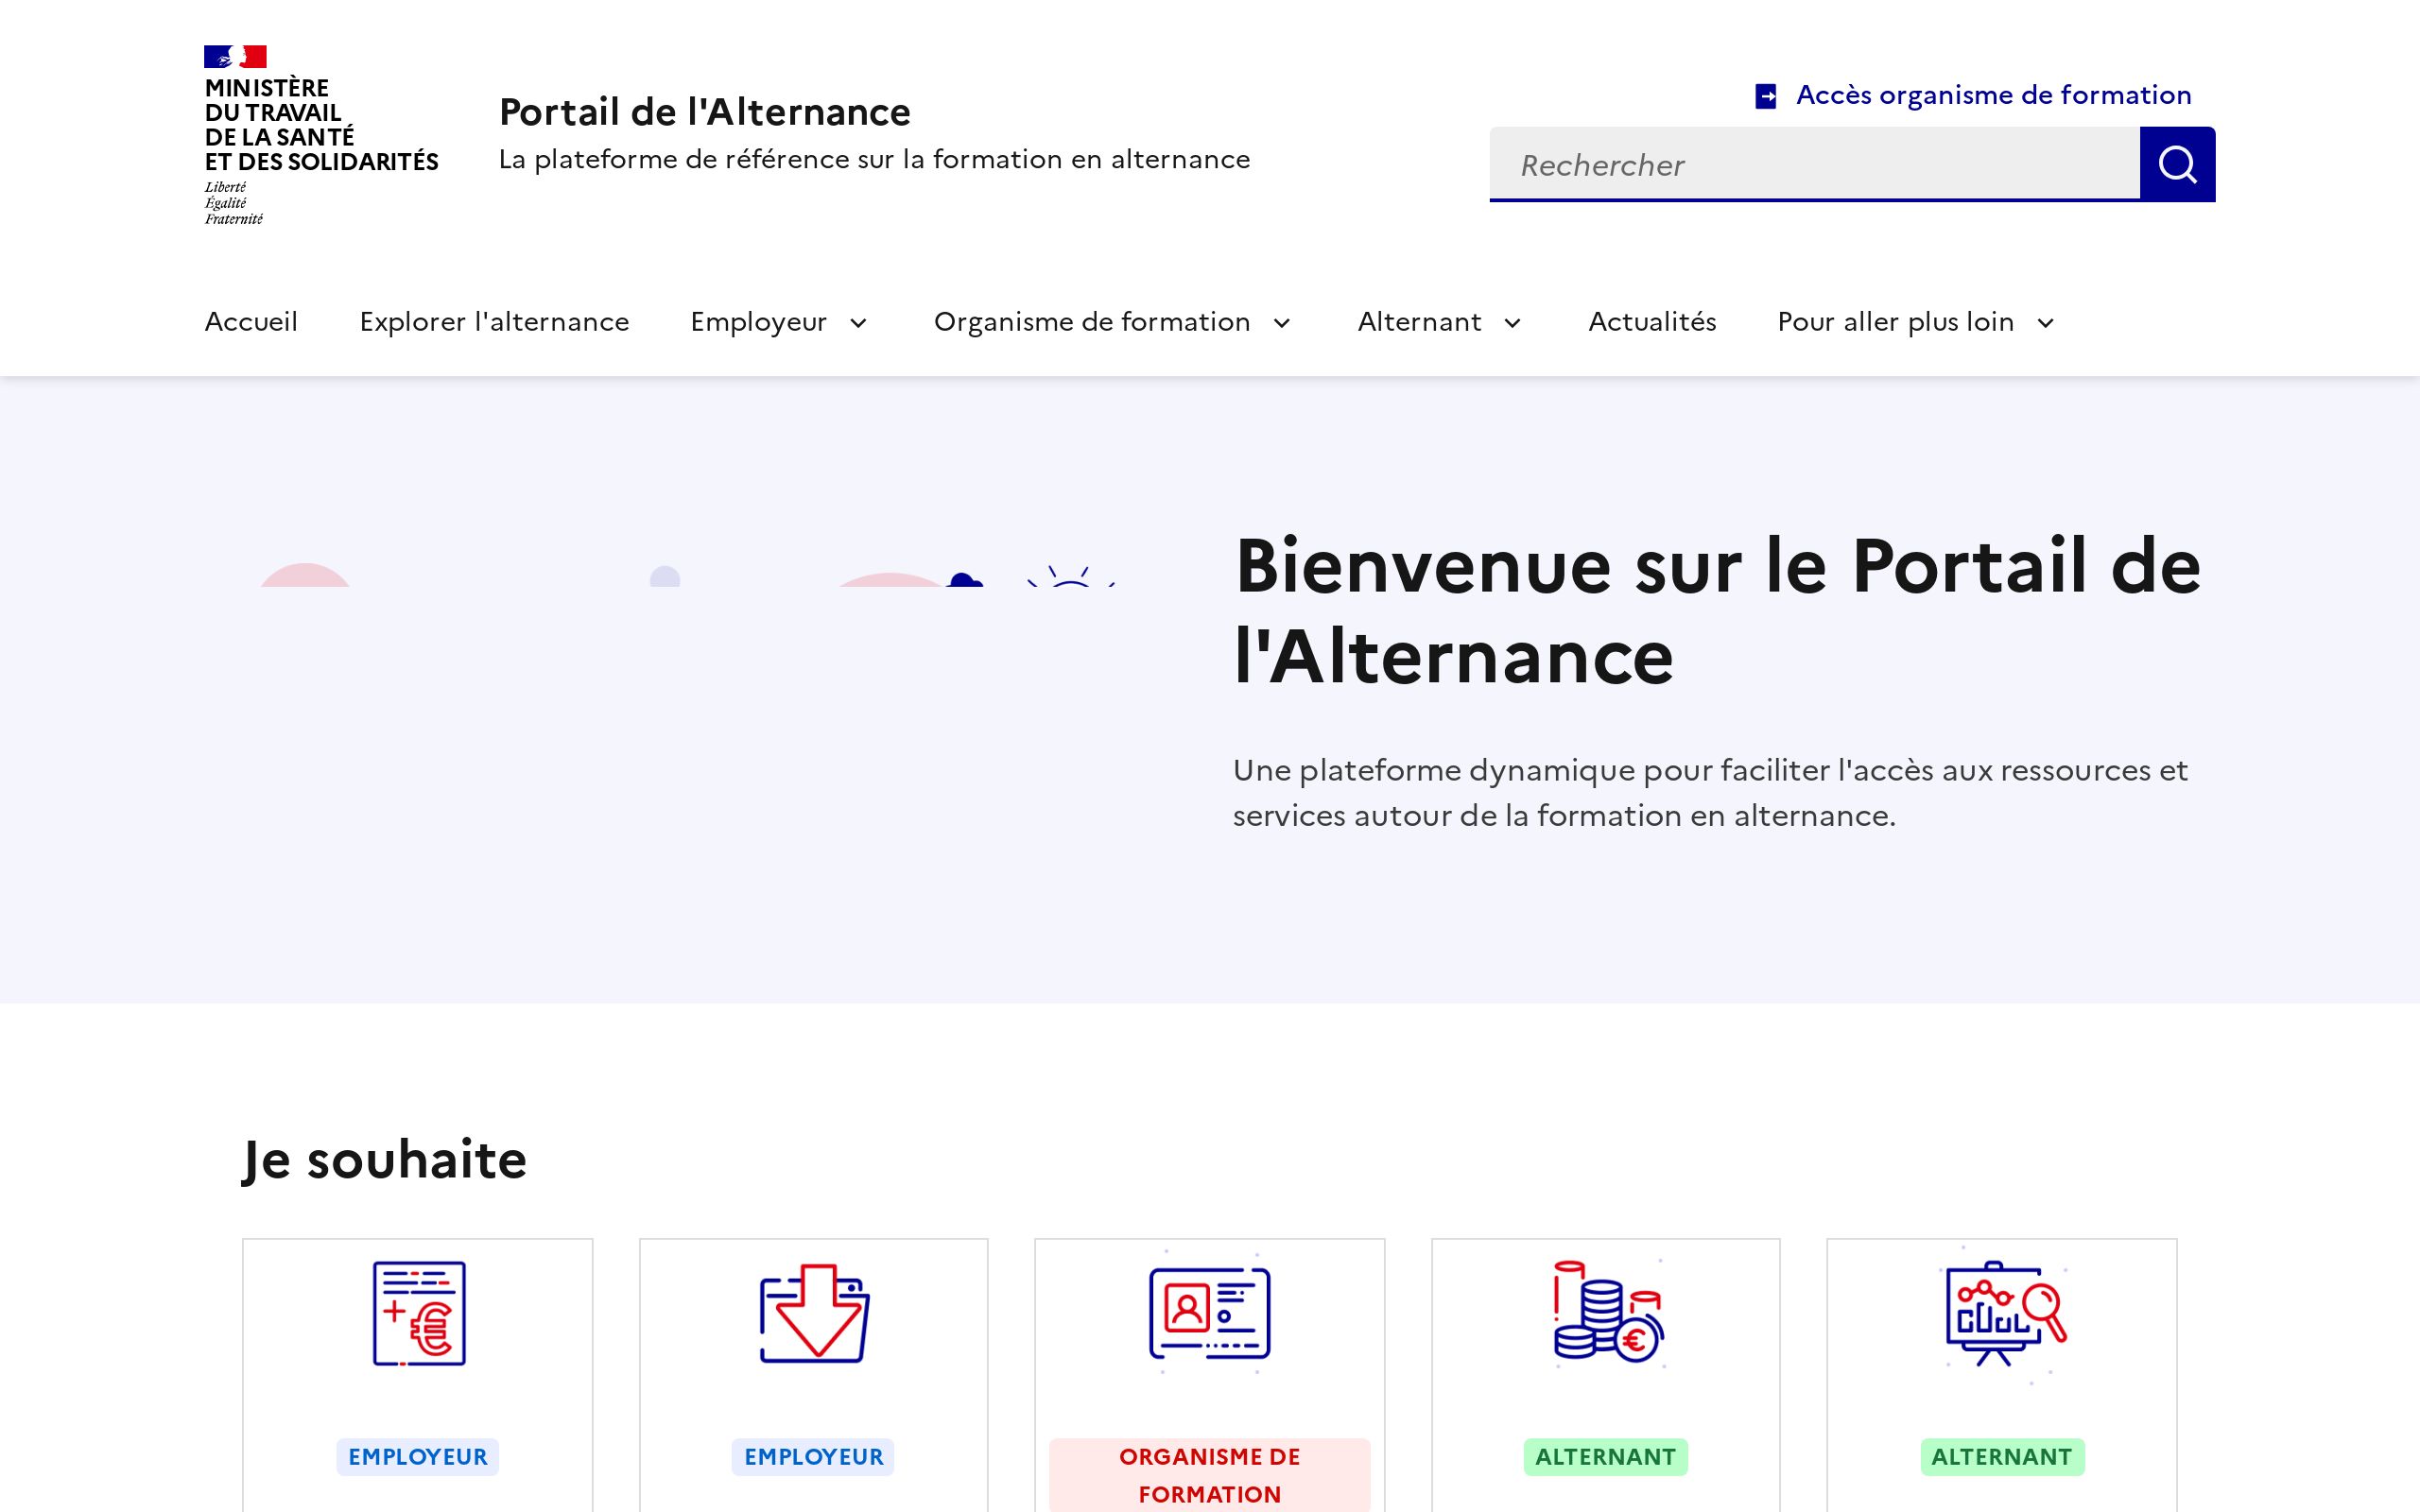 MINISTÈRE
DU TRAVAIL
DE LA SANTÉ
ET DES SOLIDARITÉS
Liberté
Égalité
Fraternité
Portail de l'Alternance
La plateforme de référence sur la formation en alternance
Accès organisme de formation
Rechercher
Accueil Explorer l'alternance Employeur Organisme de formation Alternant Actualités Pour aller plus loin
Bienvenue sur le Portail de
l'Alternance
Une plateforme dynamique pour faciliter l'accès aux ressources et
services autour de la formation en alternance.
Je souhaite
EMPLOYEUR
EMPLOYEUR
ORGANISME DE
FORMATION
ALTERNANT
ALTERNANT